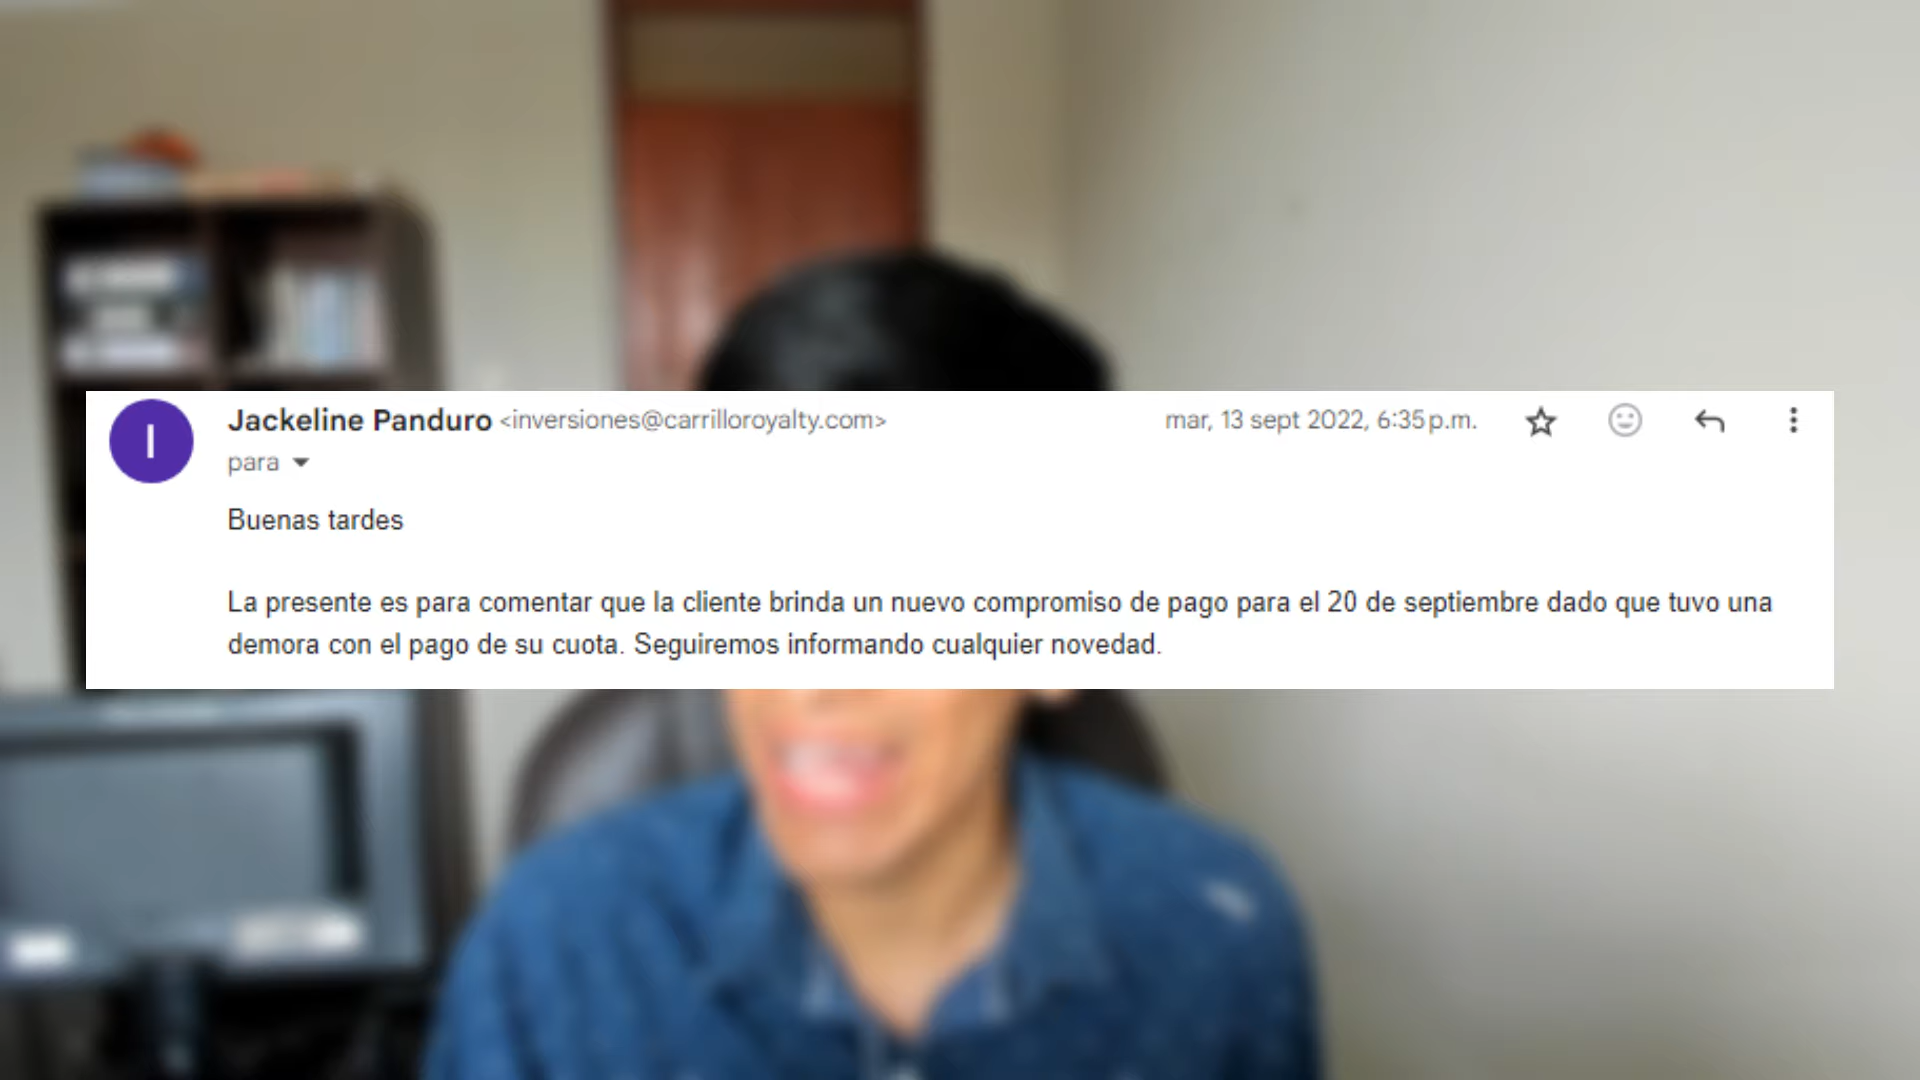 I
Jackeline Panduro <inversiones@carrilloroyalty.com>
mar, 13 sept 2022, 6:35 p.m.
para
Buenas tardes
La presente es para comentar que la cliente brinda un nuevo compromiso de pago para el 20 de septiembre dado que tuvo una
demora con el pago de su cuota. Seguiremos informando cualquier novedad.